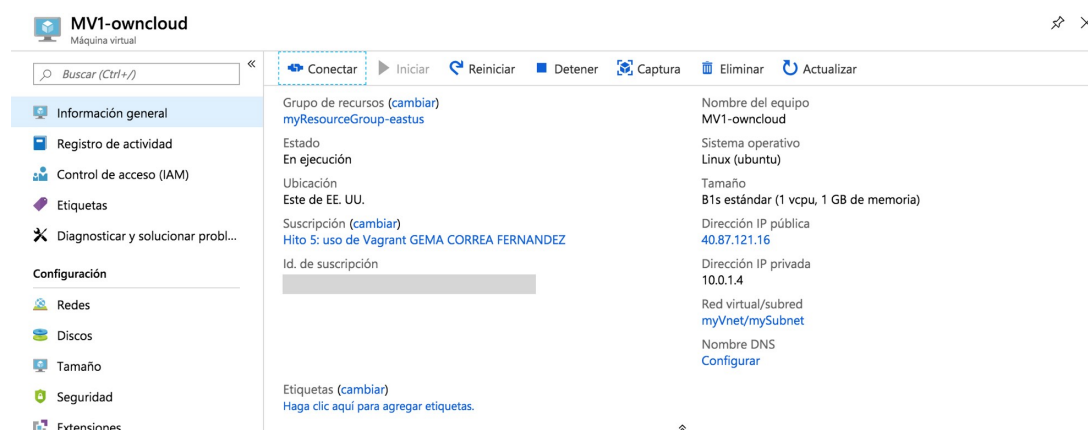 MV1-owncloud
Máquina virtual
Buscar (Ctrl+/)
Información general
Registro de actividad
Control de acceso (IAM)
Etiquetas
Diagnosticar y solucionar probl...
Configuración
Redes
Discos
Tamaño
Seguridad
Extensiones
Conectar Iniciar Reiniciar Detener Captura Eliminar Actualizar
Grupo de recursos (cambiar)
myResourceGroup-eastus
Estado
En ejecución
Ubicación
Este de EE. UU.
Suscripción (cambiar)
Hito 5: uso de Vagrant GEMA CORREA FERNANDEZ
Id. de suscripción
Etiquetas (cambiar)
Haga clic aquí para agregar etiquetas.
Nombre del equipo
MV1-owncloud
Sistema operativo
Linux (ubuntu)
Tamaño
B1s estándar (1 vcpu, 1 GB de memoria)
Dirección IP pública
40.87.121.16
Dirección IP privada
10.0.1.4
Red virtual/subred
myVnet/mySubnet
Nombre DNS
Configurar